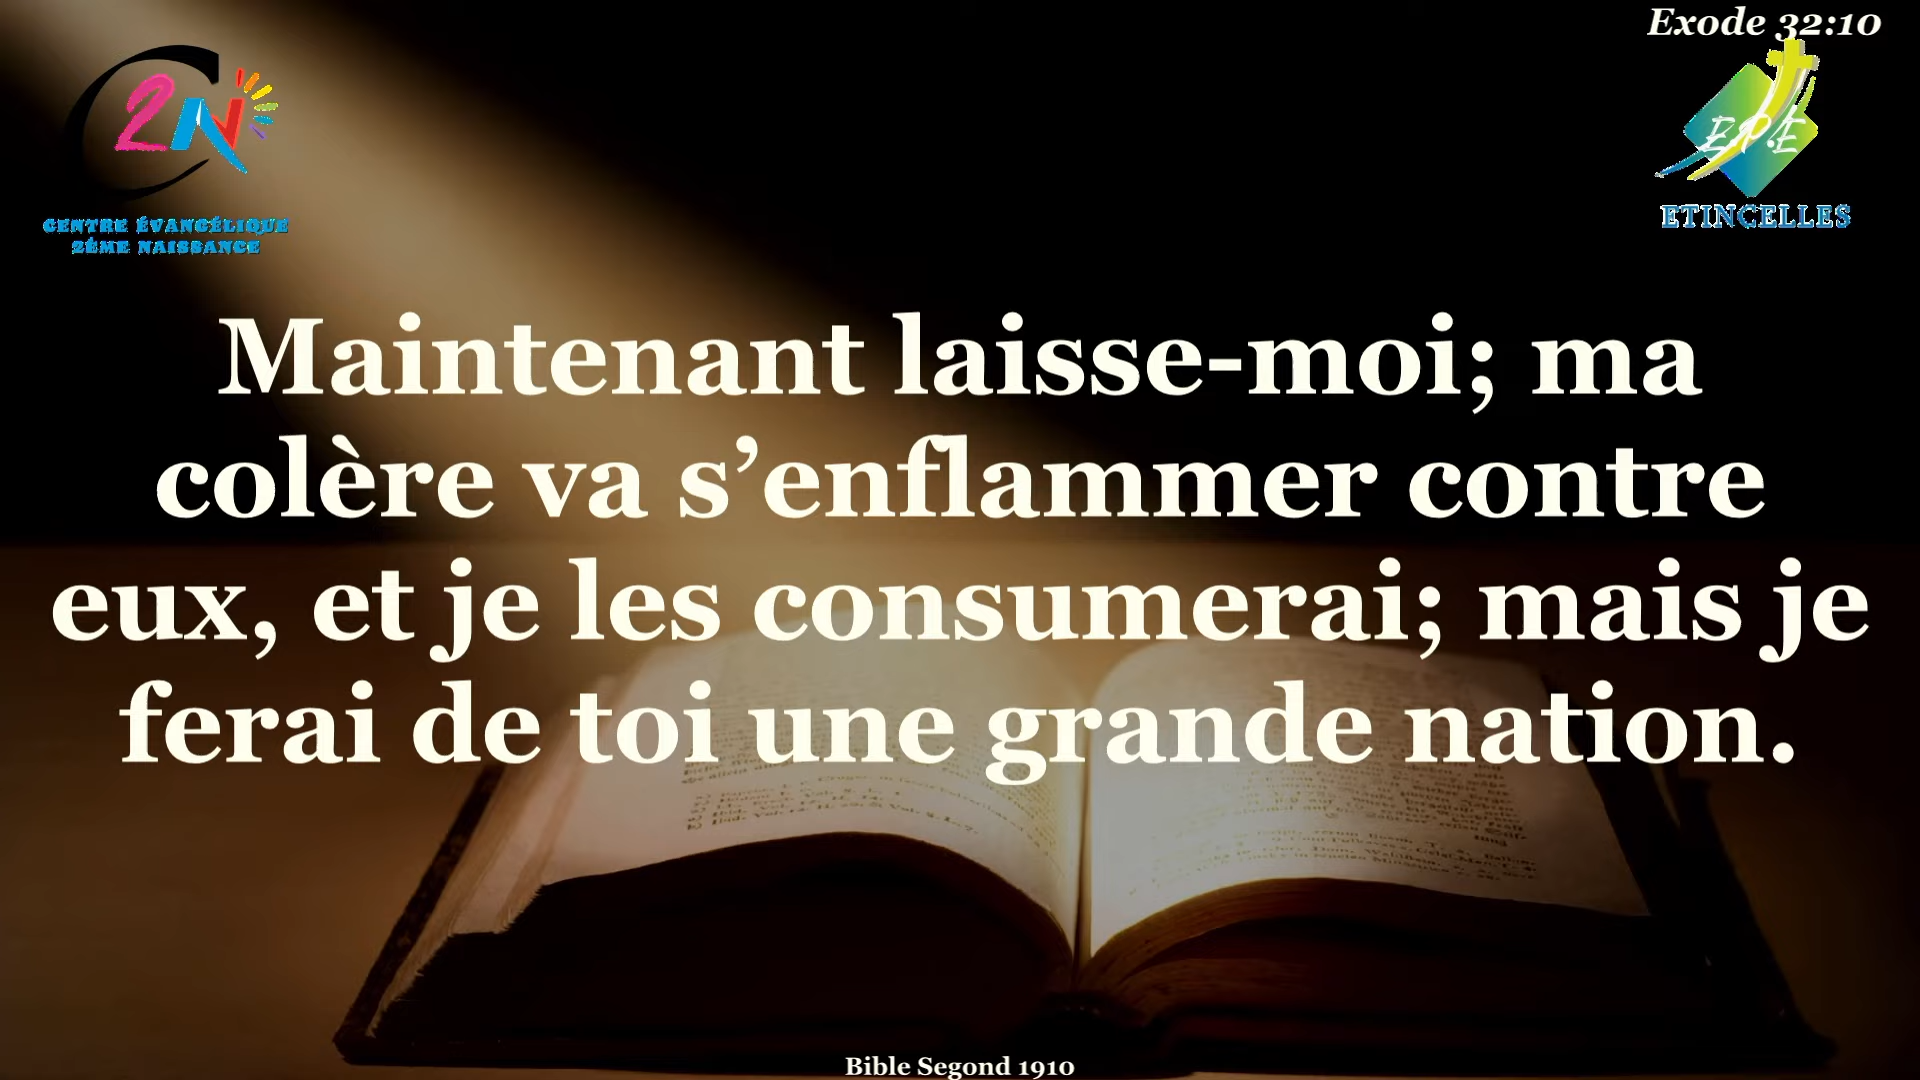 Exode 32:10
C2N
CENTRE ÉVANGÉLIQUE
2ÈME NAISSANCE
E.P.E
ETINCELLES
Maintenant laisse-moi; ma
colère va s’enflammer contre
eux, et je les consumerai; mais je
ferai de toi une grande nation.
Bible Segond 1910